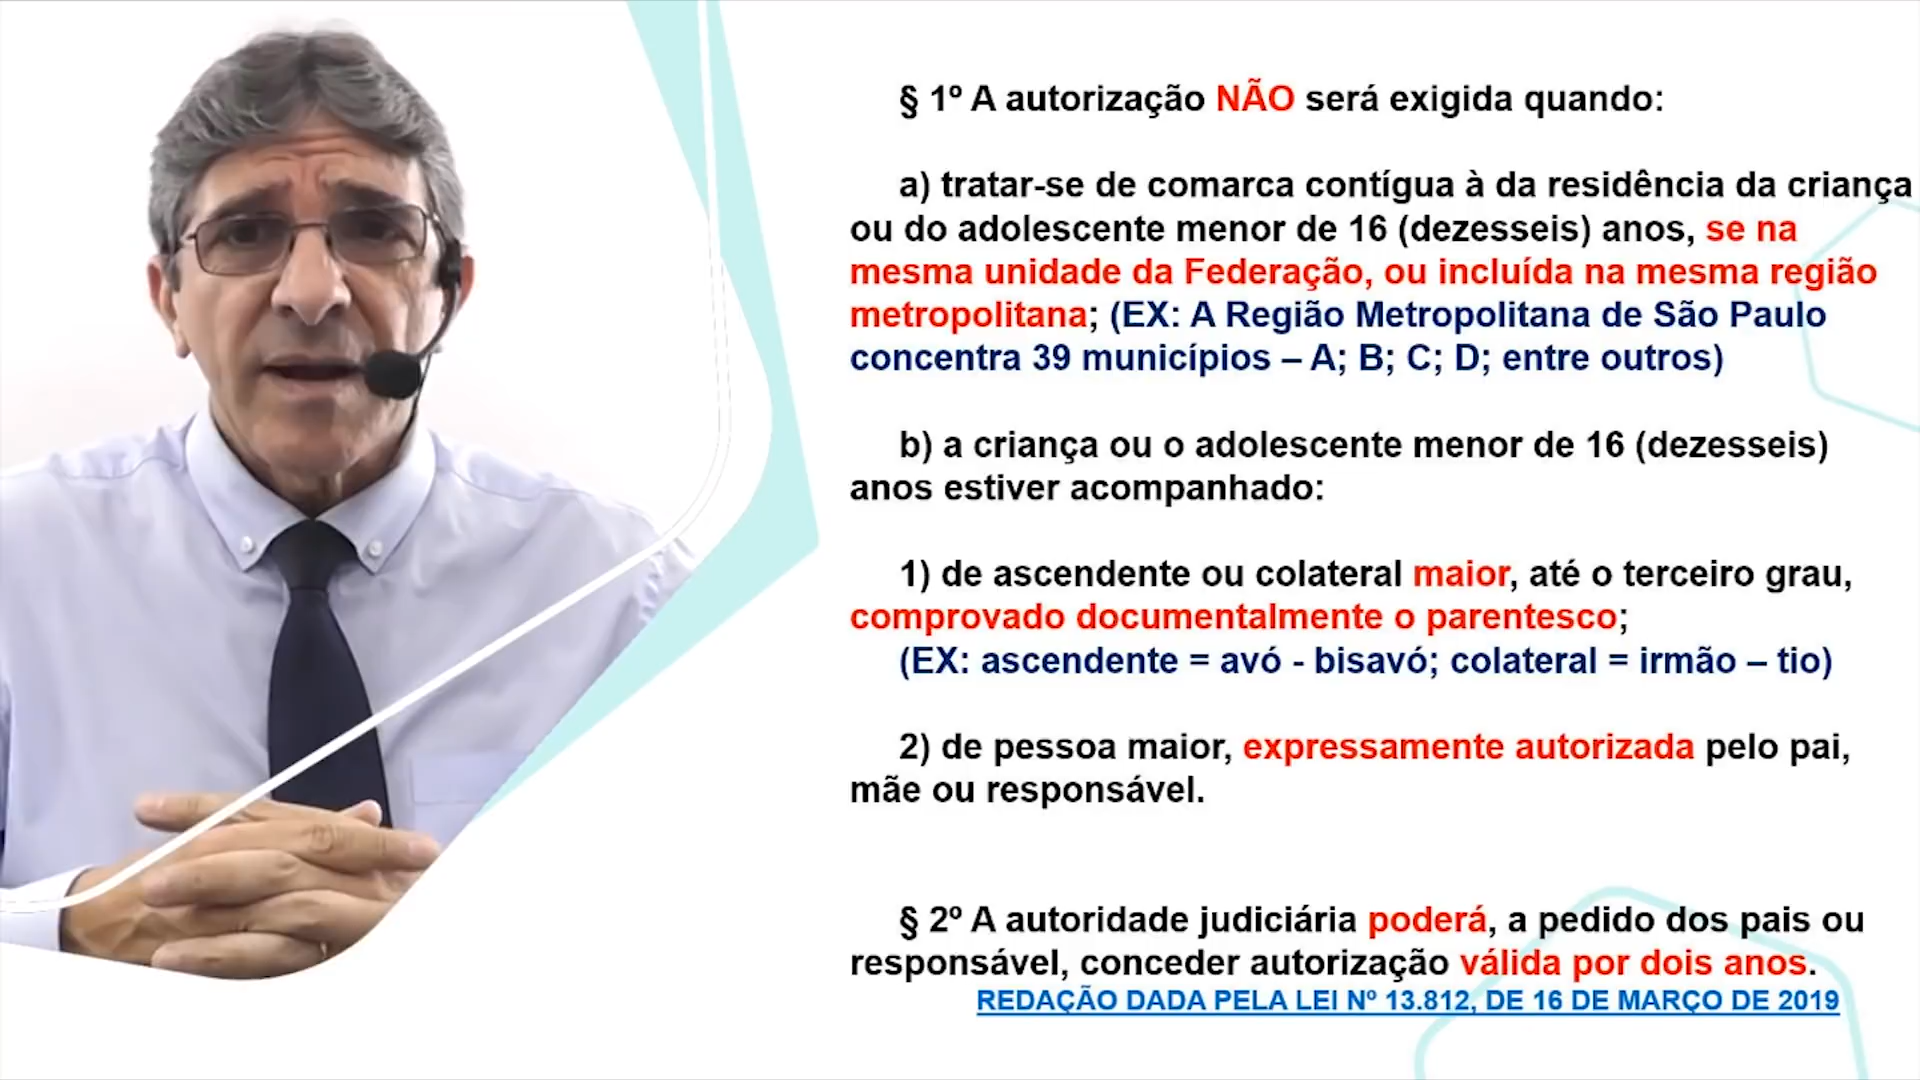 § 1º A autorização NÃO será exigida quando:
a) tratar-se de comarca contígua à da residência da criança
ou do adolescente menor de 16 (dezesseis) anos, se na
mesma unidade da Federação, ou incluída na mesma região
metropolitana; (EX: A Região Metropolitana de São Paulo
concentra 39 municípios – A; B; C; D; entre outros)
b) a criança ou o adolescente menor de 16 (dezesseis)
anos estiver acompanhado:
1) de ascendente ou colateral maior, até o terceiro grau,
comprovado documentalmente o parentesco;
(EX: ascendente = avó - bisavó; colateral = irmão – tio)
2) de pessoa maior, expressamente autorizada pelo pai,
mãe ou responsável.
§ 2º A autoridade judiciária poderá, a pedido dos pais ou
responsável, conceder autorização válida por dois anos.
REDAÇÃO DADA PELA LEI Nº 13.812, DE 16 DE MARÇO DE 2019